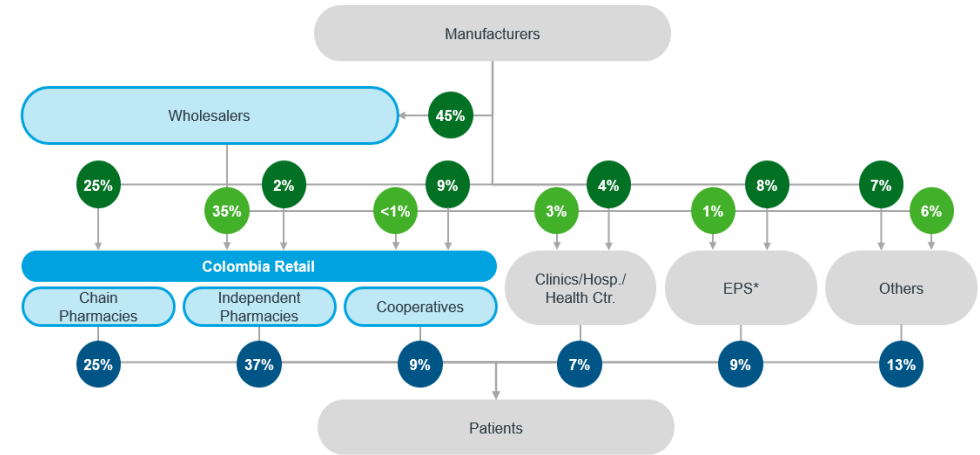 Manufacturers
Wholesalers
45%
25%
2%
9%
4%
8%
7%
35%
<1%
3%
1%
6%
Colombia Retail
Chain
Pharmacies
Independent
Pharmacies
Cooperatives
Clinics/Hosp./
Health Ctr.
EPS*
Others
25%
37%
9%
7%
9%
13%
Patients